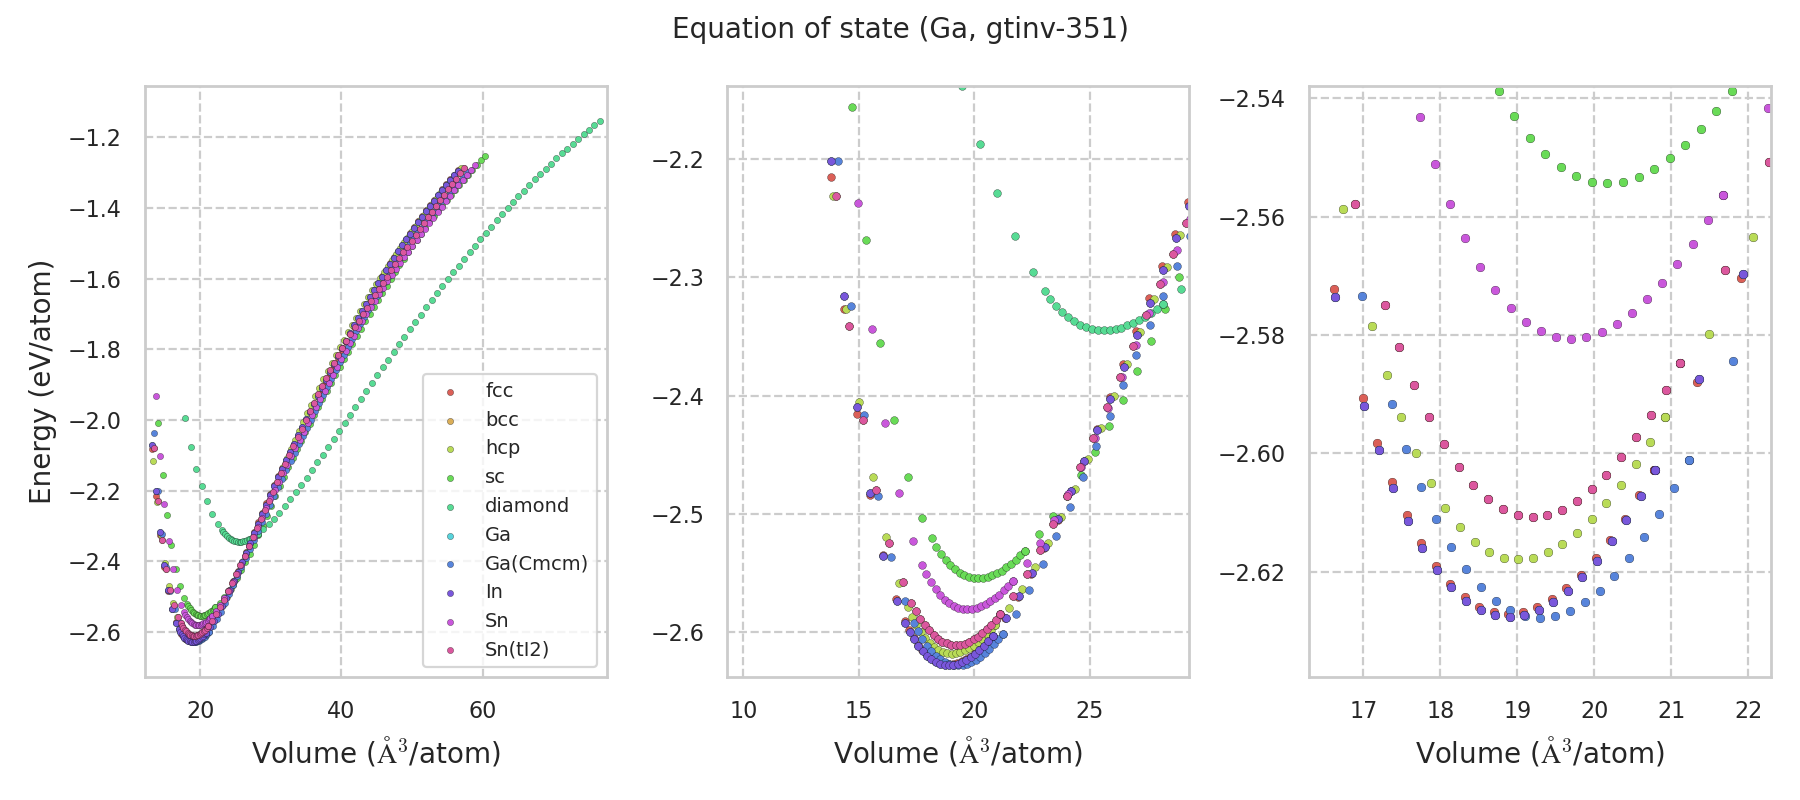 Equation of state (Ga, gtinv-351)
Energy (eV/atom)
−1.2
−1.4
−1.6
−1.8
−2.0
−2.2
−2.4
−2.6
20
40
60
Volume (Å³/atom)
fcc
bcc
hcp
sc
diamond
Ga
Ga(Cmcm)
In
Sn
Sn(tI2)
−2.2
−2.3
−2.4
−2.5
−2.6
10
15
20
25
Volume (Å³/atom)
−2.54
−2.56
−2.58
−2.60
−2.62
17
18
19
20
21
22
Volume (Å³/atom)